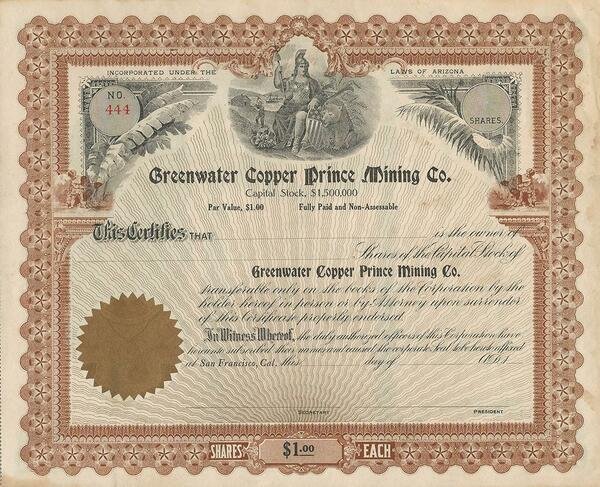 INCORPORATED UNDER THE LAWS OF ARIZONA
NO.
444
SHARES.
Greenwater Copper Prince Mining Co.
Capital Stock, $1,500,000
Par Value, $1.00 Fully Paid and Non-Assessable
This Certifies THAT is the owner of
Shares of the Capital Stock of
Greenwater Copper Prince Mining Co.
transferable only on the books of the Corporation by the
holder hereof in person or by Attorney upon surrender
of this Certificate properly endorsed.
In Witness Whereof, the duly authorized officers of this Corporation have
hereunto subscribed their names and caused the corporate Seal to be hereto affixed
at San Francisco, Cal. this day of
SECRETARY PRESIDENT
SHARES $1.00 EACH